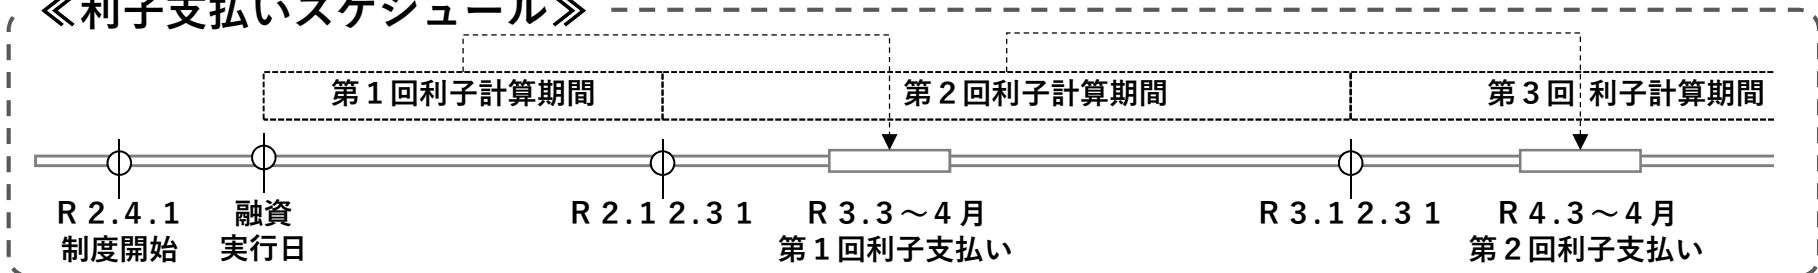 ≪利子支払いスケジュール≫
第１回利子計算期間
第２回利子計算期間
第３回 利子計算期間
Ｒ２.４.１
制度開始
融資
実行日
Ｒ２.１２.３１
Ｒ３.３～４月
第１回利子支払い
Ｒ３.１２.３１
Ｒ４.３～４月
第２回利子支払い